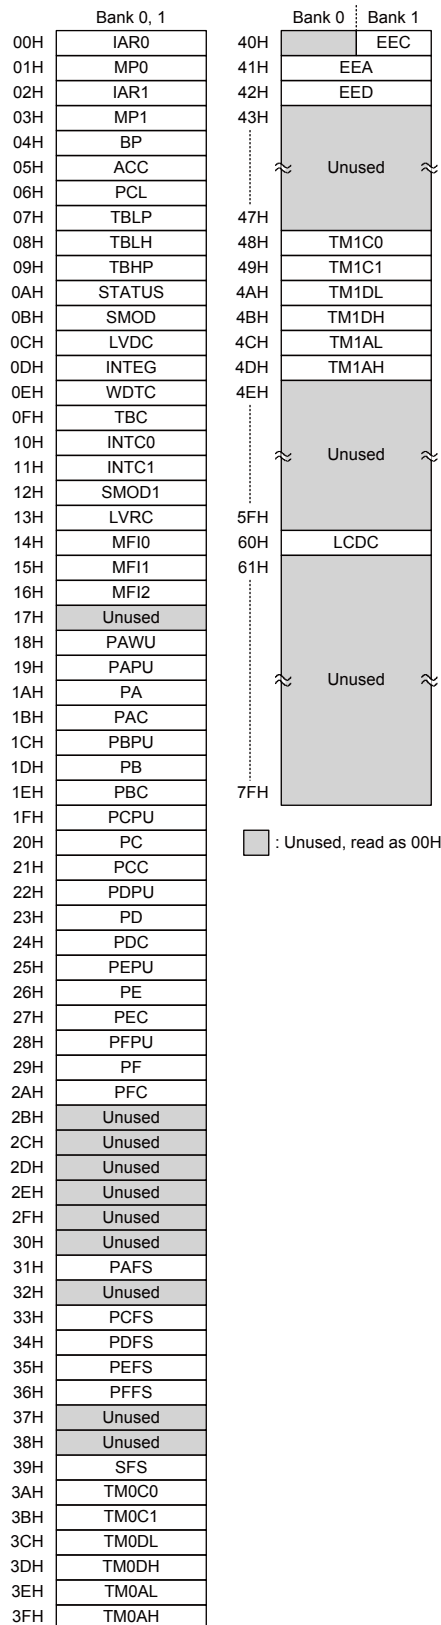 Bank 0, 1
00H IAR0
01H MP0
02H IAR1
03H MP1
04H BP
05H ACC
06H PCL
07H TBLP
08H TBLH
09H TBHP
0AH STATUS
0BH SMOD
0CH LVDC
0DH INTEG
0EH WDTC
0FH TBC
10H INTC0
11H INTC1
12H SMOD1
13H LVRC
14H MFI0
15H MFI1
16H MFI2
17H Unused
18H PAWU
19H PAPU
1AH PA
1BH PAC
1CH PBPU
1DH PB
1EH PBC
1FH PCPU
20H PC
21H PCC
22H PDPU
23H PD
24H PDC
25H PEPU
26H PE
27H PEC
28H PFPU
29H PF
2AH PFC
2BH Unused
2CH Unused
2DH Unused
2EH Unused
2FH Unused
30H Unused
31H PAFS
32H Unused
33H PCFS
34H PDFS
35H PEFS
36H PFFS
37H Unused
38H Unused
39H SFS
3AH TM0C0
3BH TM0C1
3CH TM0DL
3DH TM0DH
3EH TM0AL
3FH TM0AH
Bank 0 Bank 1
40H EEC
41H EEA
42H EED
43H
Unused
47H
48H TM1C0
49H TM1C1
4AH TM1DL
4BH TM1DH
4CH TM1AL
4DH TM1AH
4EH
Unused
5FH
60H LCDC
61H
Unused
7FH
: Unused, read as 00H